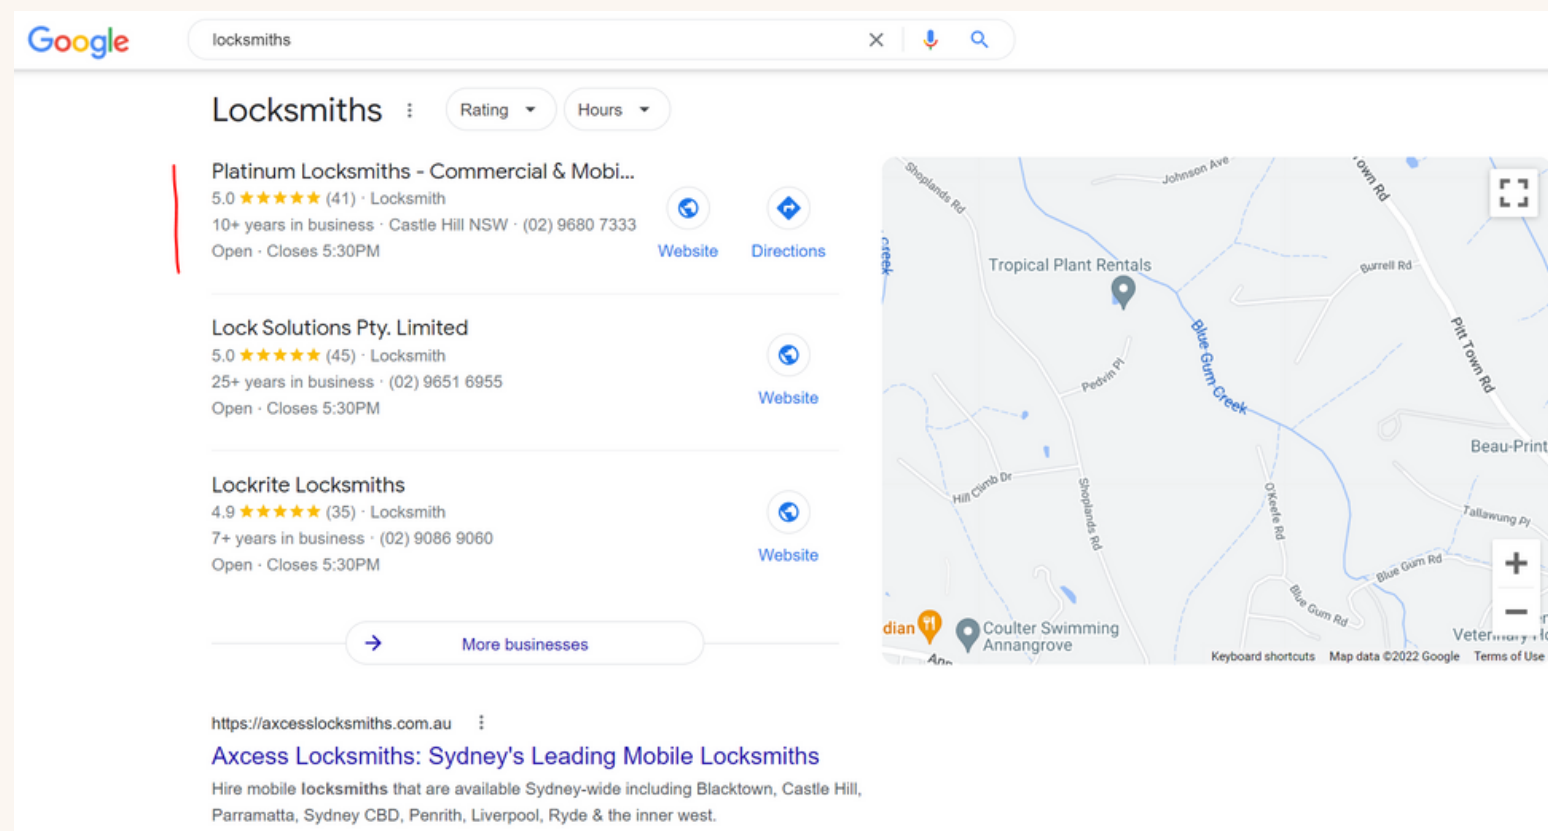 Google
locksmiths
Locksmiths
Rating
Hours
Platinum Locksmiths - Commercial & Mobi...
5.0 ★★★★★ (41) · Locksmith
10+ years in business · Castle Hill NSW · (02) 9680 7333
Open · Closes 5:30PM
Website
Directions
Lock Solutions Pty. Limited
5.0 ★★★★★ (45) · Locksmith
25+ years in business · (02) 9651 6955
Open · Closes 5:30PM
Website
Lockrite Locksmiths
4.9 ★★★★★ (35) · Locksmith
7+ years in business · (02) 9086 9060
Open · Closes 5:30PM
Website
More businesses
https://axcesslocksmiths.com.au
Axcess Locksmiths: Sydney's Leading Mobile Locksmiths
Hire mobile locksmiths that are available Sydney-wide including Blacktown, Castle Hill,
Parramatta, Sydney CBD, Penrith, Liverpool, Ryde & the inner west.
Shoplands Rd
Johnson Ave
Town Rd
Creek
Tropical Plant Rentals
Burrell Rd
Blue Gum Creek
Pitt Town Rd
Pedvin Pl
Beau-Print
Hill Climb Dr
Shoplands Rd
O'Keefe Rd
Tallawung Pl
Blue Gum Rd
Blue Gum Rd
dian
Coulter Swimming
Annangrove
Keyboard shortcuts
Map data ©2022 Google
Terms of Use